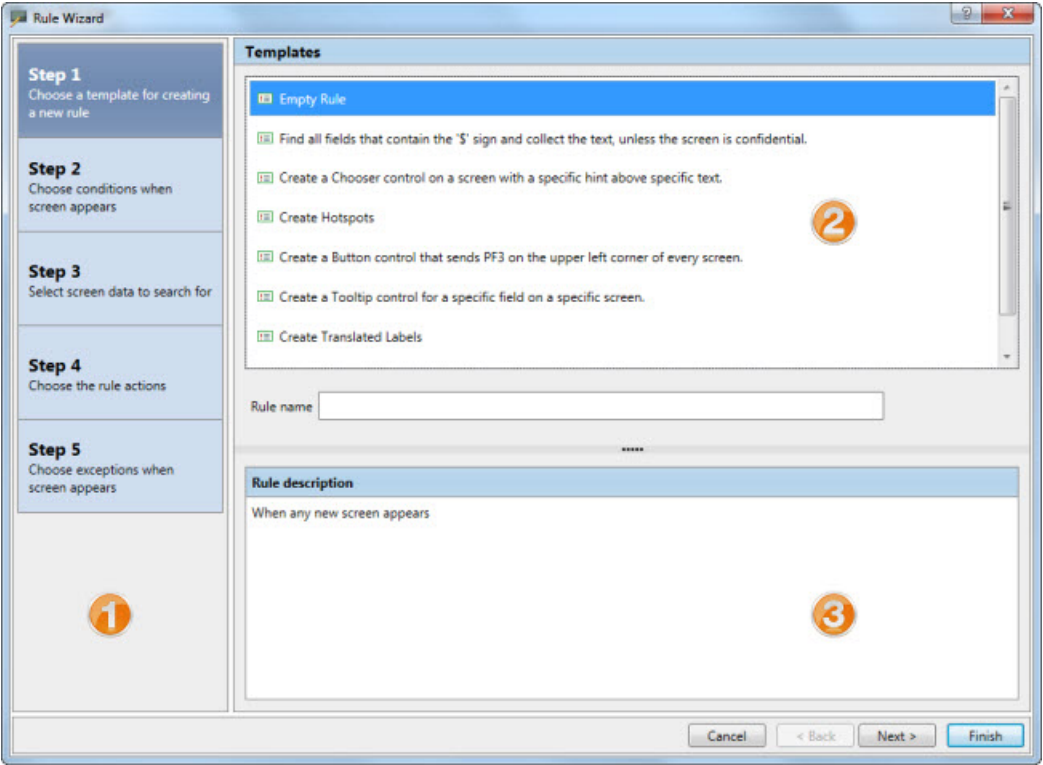 Rule Wizard
Step 1
Choose a template for creating
a new rule
Step 2
Choose conditions when
screen appears
Step 3
Select screen data to search for
Step 4
Choose the rule actions
Step 5
Choose exceptions when
screen appears
1
Templates
Empty Rule
Find all fields that contain the '$' sign and collect the text, unless the screen is confidential.
Create a Chooser control on a screen with a specific hint above specific text.
Create Hotspots
Create a Button control that sends PF3 on the upper left corner of every screen.
Create a Tooltip control for a specific field on a specific screen.
Create Translated Labels
2
Rule name
Rule description
When any new screen appears
3
Cancel
< Back
Next >
Finish